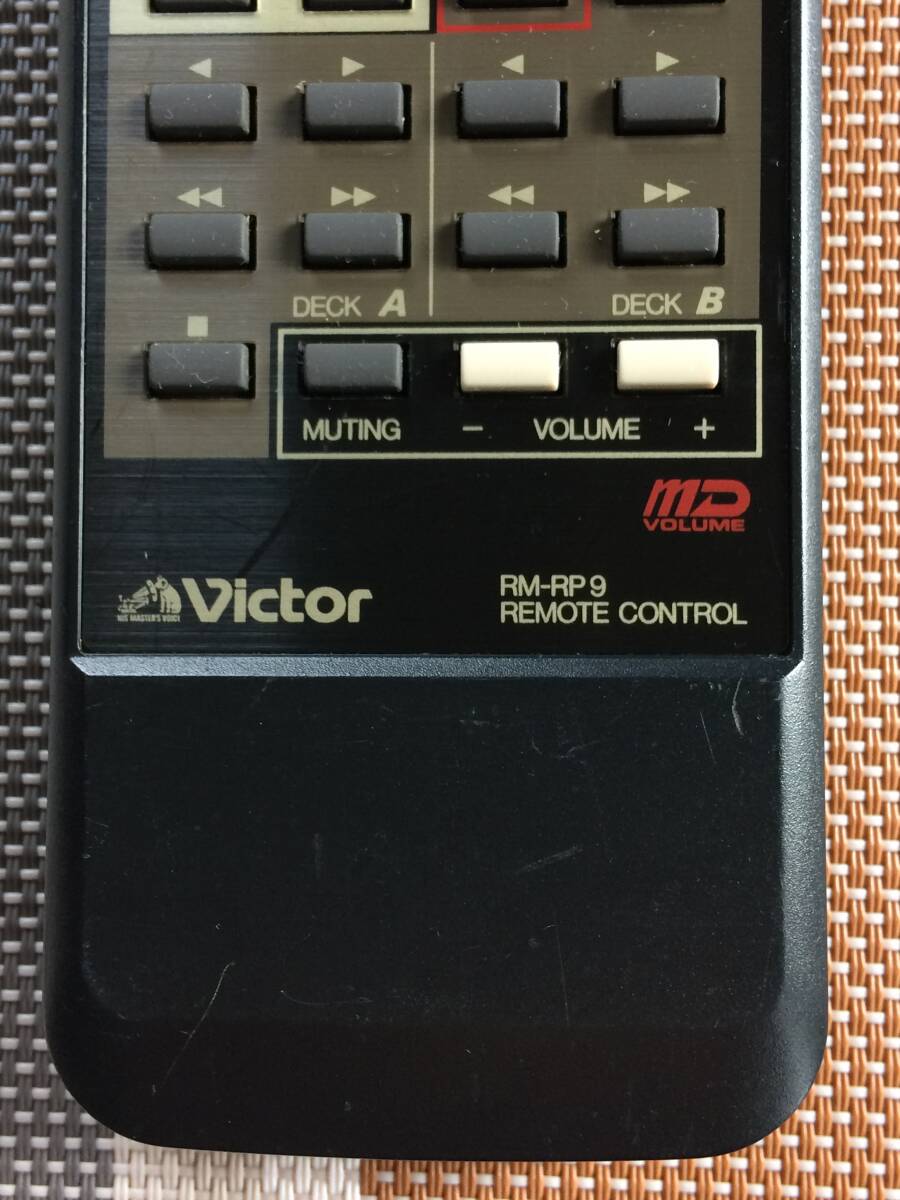 DECK A
DECK B
MUTING
− VOLUME +
MD
VOLUME
HIS MASTER'S VOICE
Victor
RM-RP9
REMOTE CONTROL